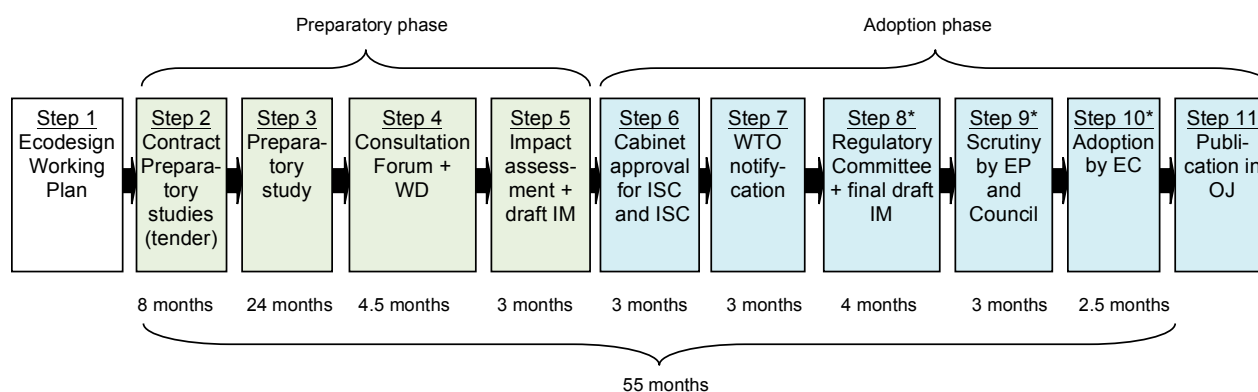 Preparatory phase
Adoption phase
Step 1
Ecodesign
Working
Plan
Step 2
Contract
Prepara-
tory
studies
(tender)
Step 3
Prepara-
tory
study
Step 4
Consultation
Forum +
WD
Step 5
Impact
assess-
ment +
draft IM
Step 6
Cabinet
approval
for ISC
and ISC
Step 7
WTO
notify-
cation
Step 8*
Regulatory
Committee
+ final draft
IM
Step 9*
Scrutiny
by EP
and
Council
Step 10*
Adoption
by EC
Step 11
Publi-
cation in
OJ
8 months
24 months
4.5 months
3 months
3 months
3 months
4 months
3 months
2.5 months
55 months